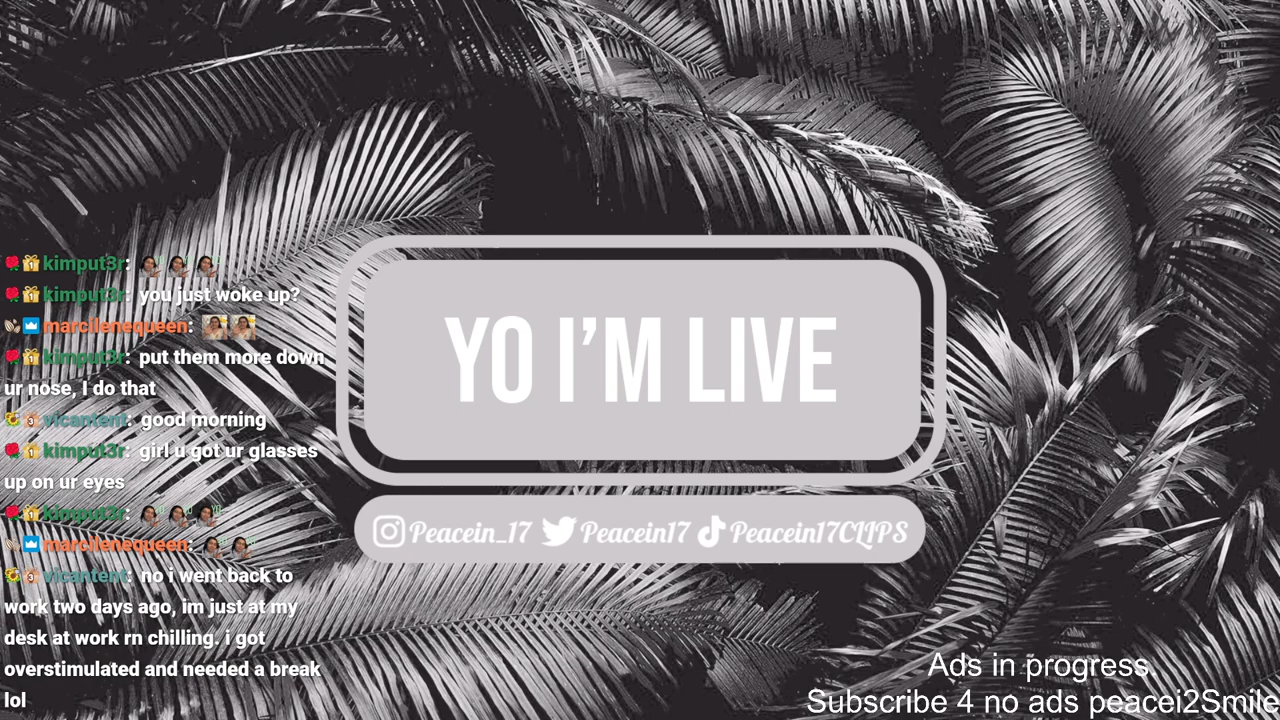 kimput3r:
kimput3r: you just woke up?
marcilenequeen:
kimput3r: put them more down
ur nose, I do that
vicantent: good morning
kimput3r: girl u got ur glasses
up on ur eyes
kimput3r:
marcilenequeen:
vicantent: no i went back to
work two days ago, im just at my
desk at work rn chilling. i got
overstimulated and needed a break
lol
YO I’M LIVE
Peacein_17 Peacein17 Peacein17CLIPS
Ads in progress.
Subscribe 4 no ads peacei2Smile